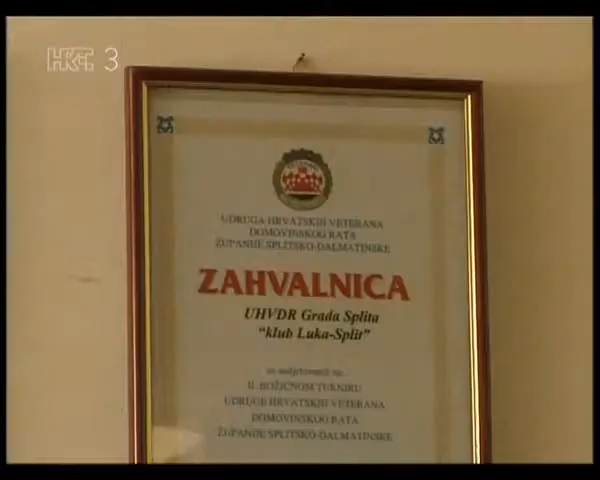 HRT 3
UDRUGA HRVATSKIH VETERANA
DOMOVINSKOG RATA
ŽUPANIJE SPLITSKO-DALMATINSKE
ZAHVALNICA
UHVDR Grada Splita
"klub Luka-Split"
za sudjelovanje na
II. BOŽIĆNOM TURNIRU
UDRUGE HRVATSKIH VETERANA
DOMOVINSKOG RATA
ŽUPANIJE SPLITSKO-DALMATINSKE